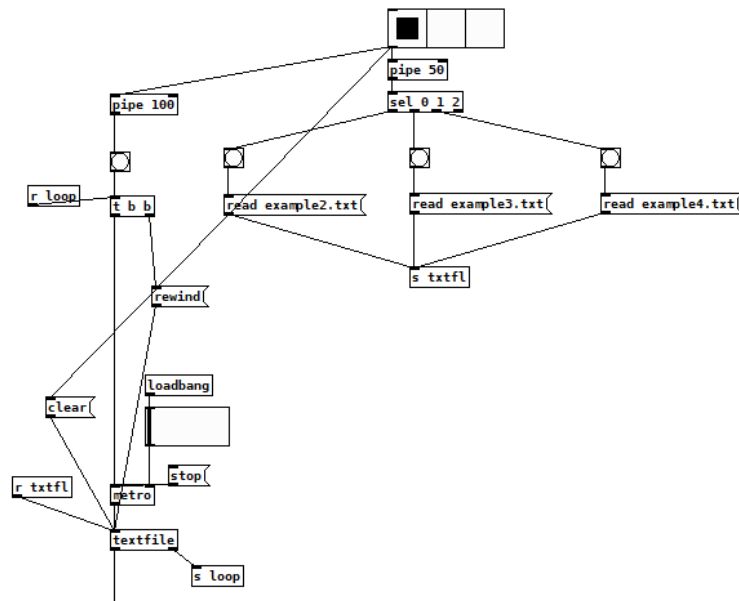 pipe 50
pipe 100
sel 0 1 2
r loop
t b b
read example2.txt
read example3.txt
read example4.txt
s txtfl
rewind
loadbang
clear
stop
r txtfl
metro
textfile
s loop